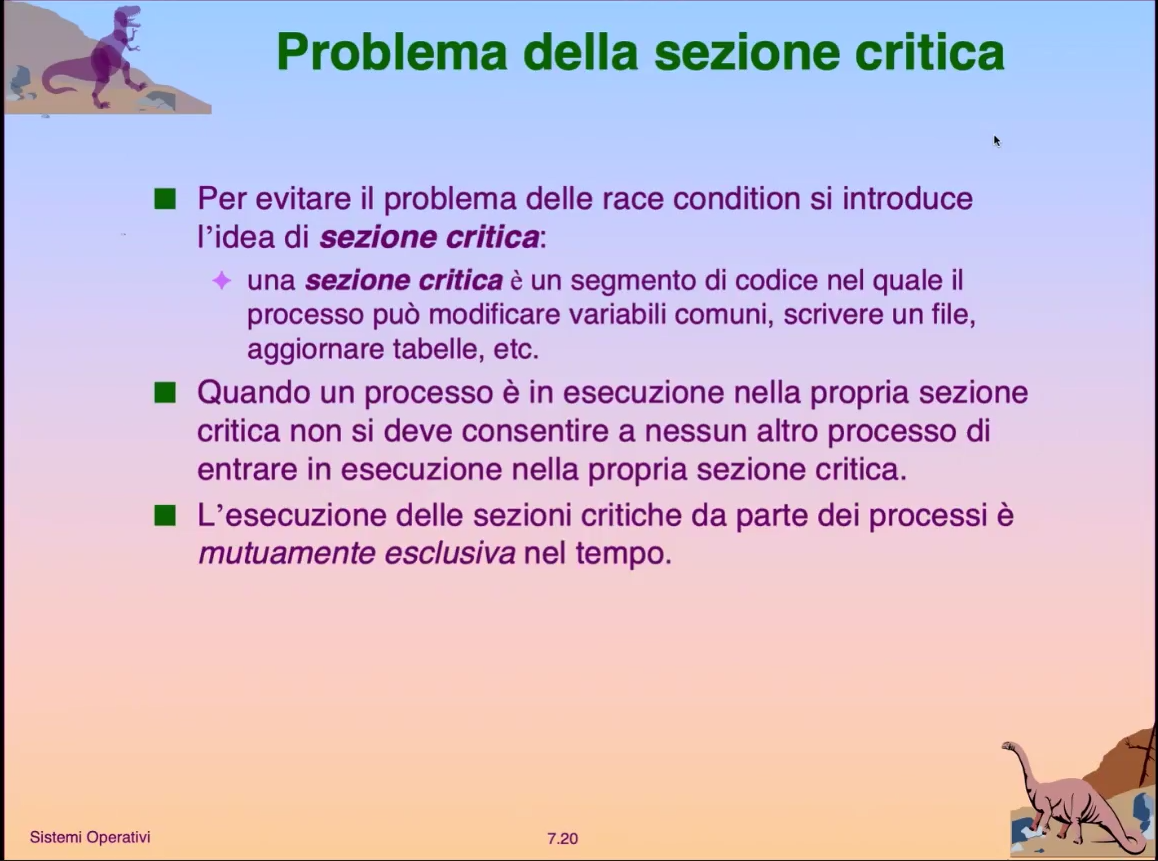 Problema della sezione critica
Per evitare il problema delle race condition si introduce
l’idea di sezione critica:
una sezione critica è un segmento di codice nel quale il
processo può modificare variabili comuni, scrivere un file,
aggiornare tabelle, etc.
Quando un processo è in esecuzione nella propria sezione
critica non si deve consentire a nessun altro processo di
entrare in esecuzione nella propria sezione critica.
L’esecuzione delle sezioni critiche da parte dei processi è
mutuamente esclusiva nel tempo.
Sistemi Operativi
7.20